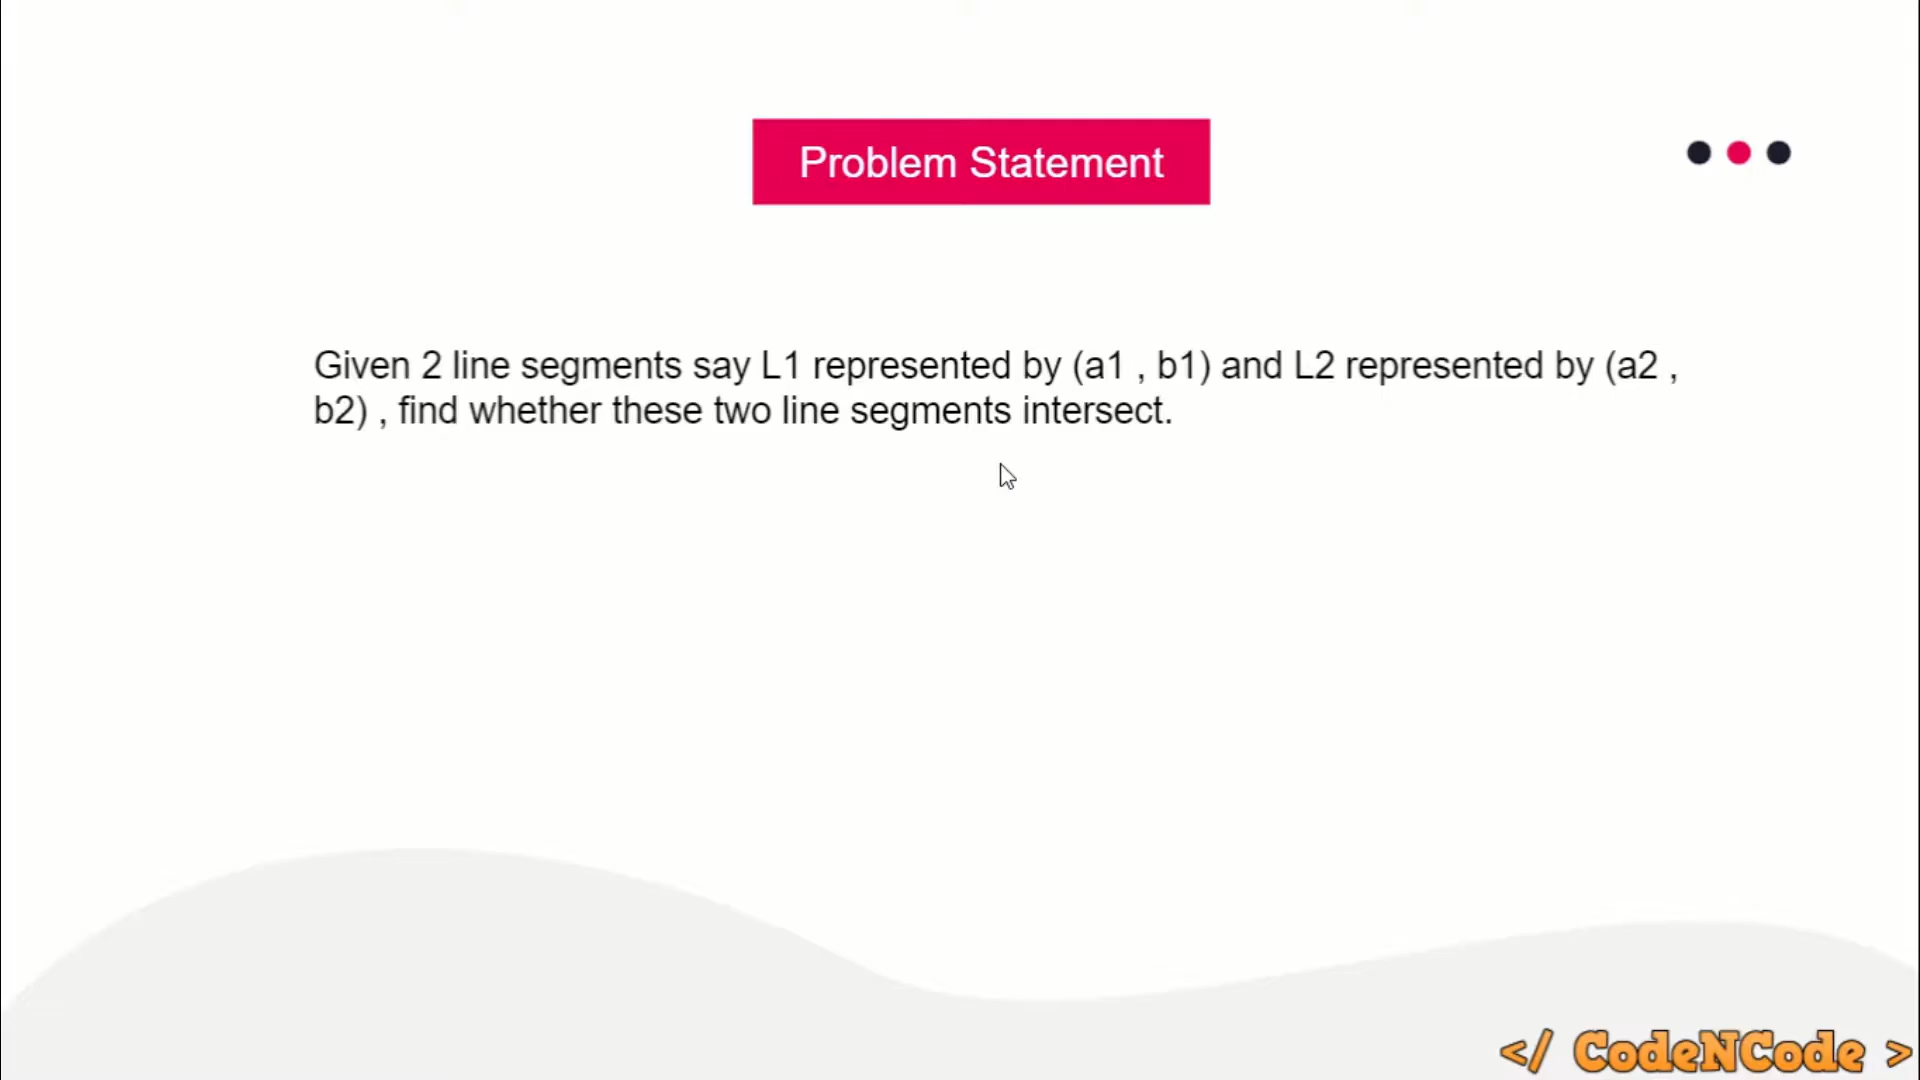 Problem Statement
Given 2 line segments say L1 represented by (a1 , b1) and L2 represented by (a2 ,
b2) , find whether these two line segments intersect.
</ CodeNCode >